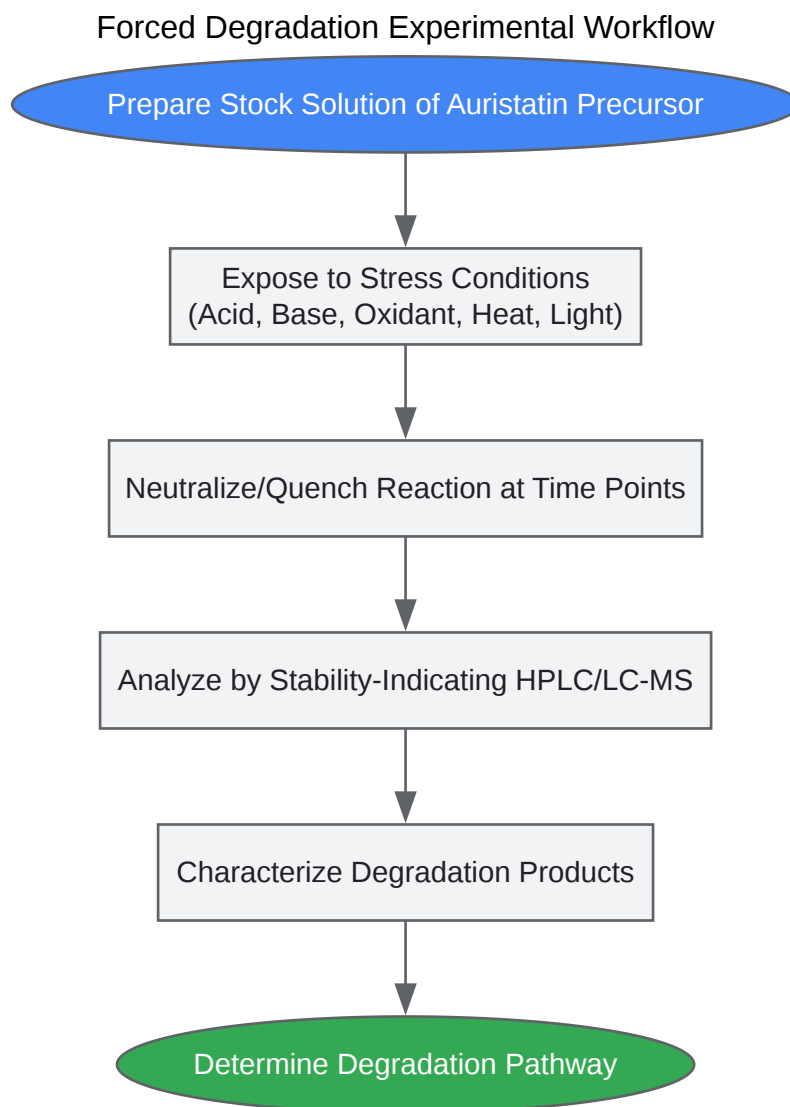 Forced Degradation Experimental Workflow
Prepare Stock Solution of Auristatin Precursor
Expose to Stress Conditions
(Acid, Base, Oxidant, Heat, Light)
Neutralize/Quench Reaction at Time Points
Analyze by Stability-Indicating HPLC/LC-MS
Characterize Degradation Products
Determine Degradation Pathway